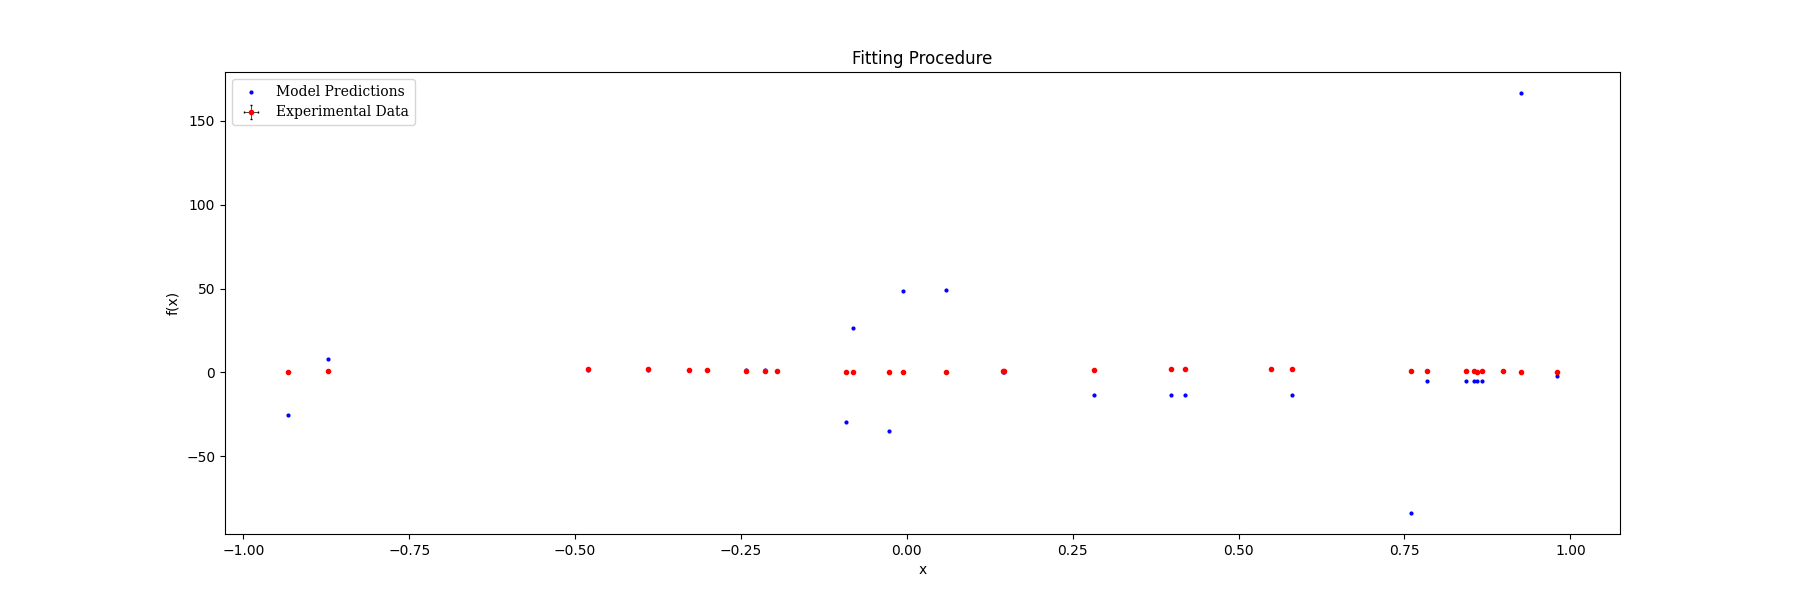 Fitting Procedure
Model Predictions
Experimental Data
150
100
50
0
−50
f(x)
−1.00 −0.75 −0.50 −0.25 0.00 0.25 0.50 0.75 1.00
x